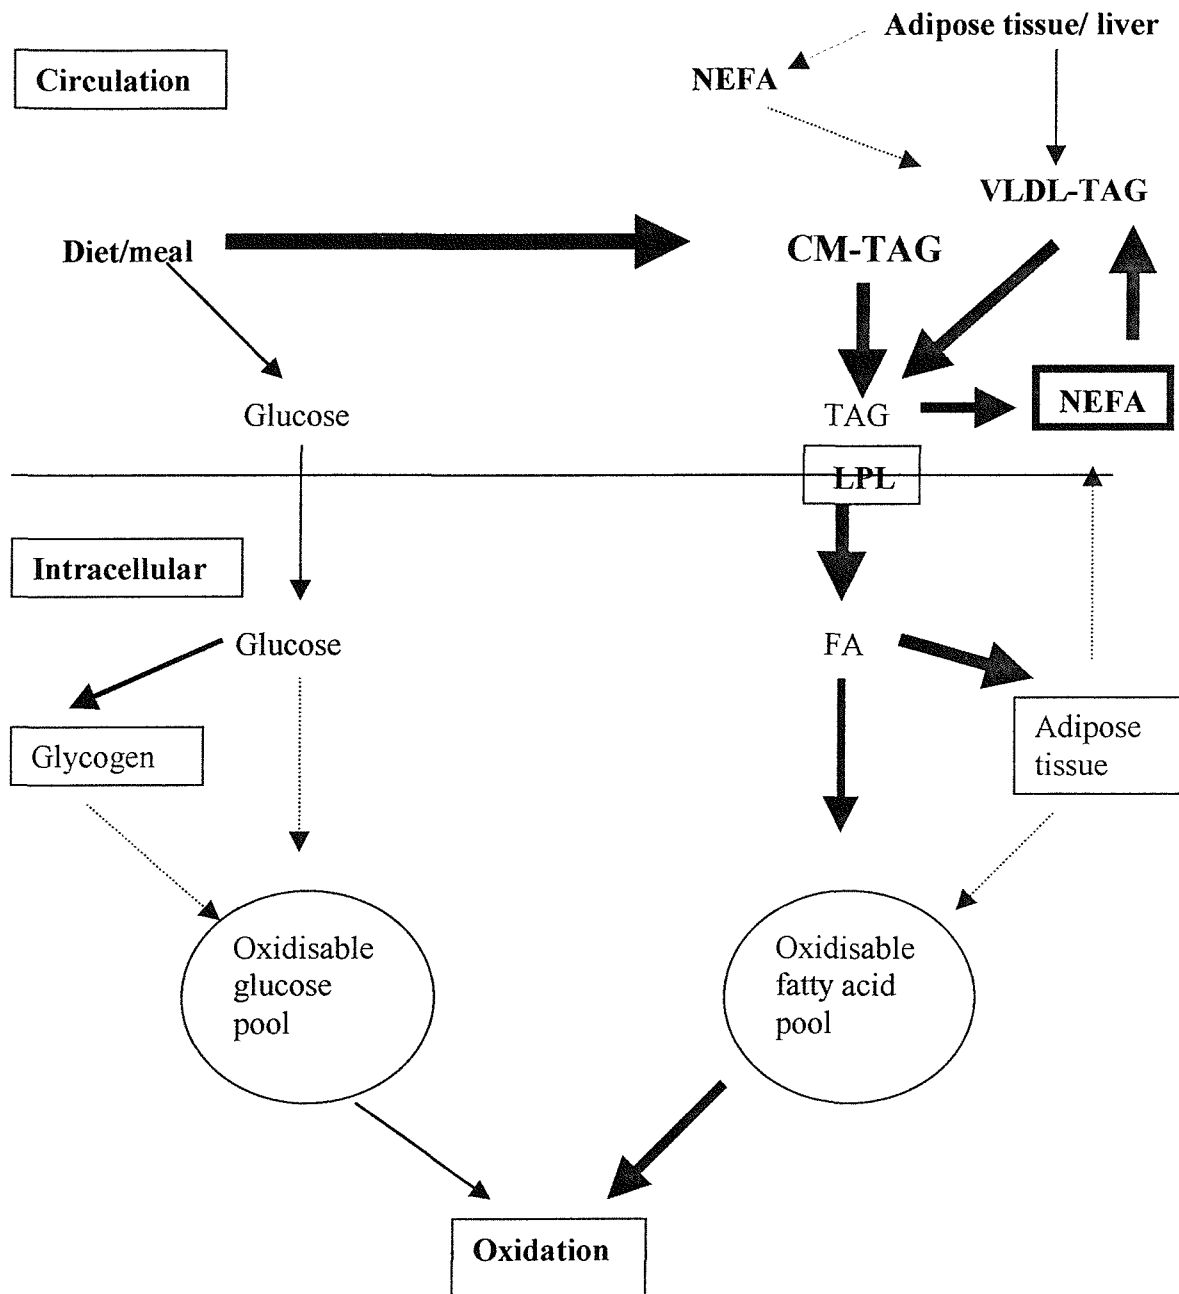 Adipose tissue/ liver
Circulation
NEFA
VLDL-TAG
Diet/meal
CM-TAG
Glucose
TAG
NEFA
LPL
Intracellular
Glucose
FA
Glycogen
Adipose
tissue
Oxidisable
glucose
pool
Oxidisable
fatty acid
pool
Oxidation